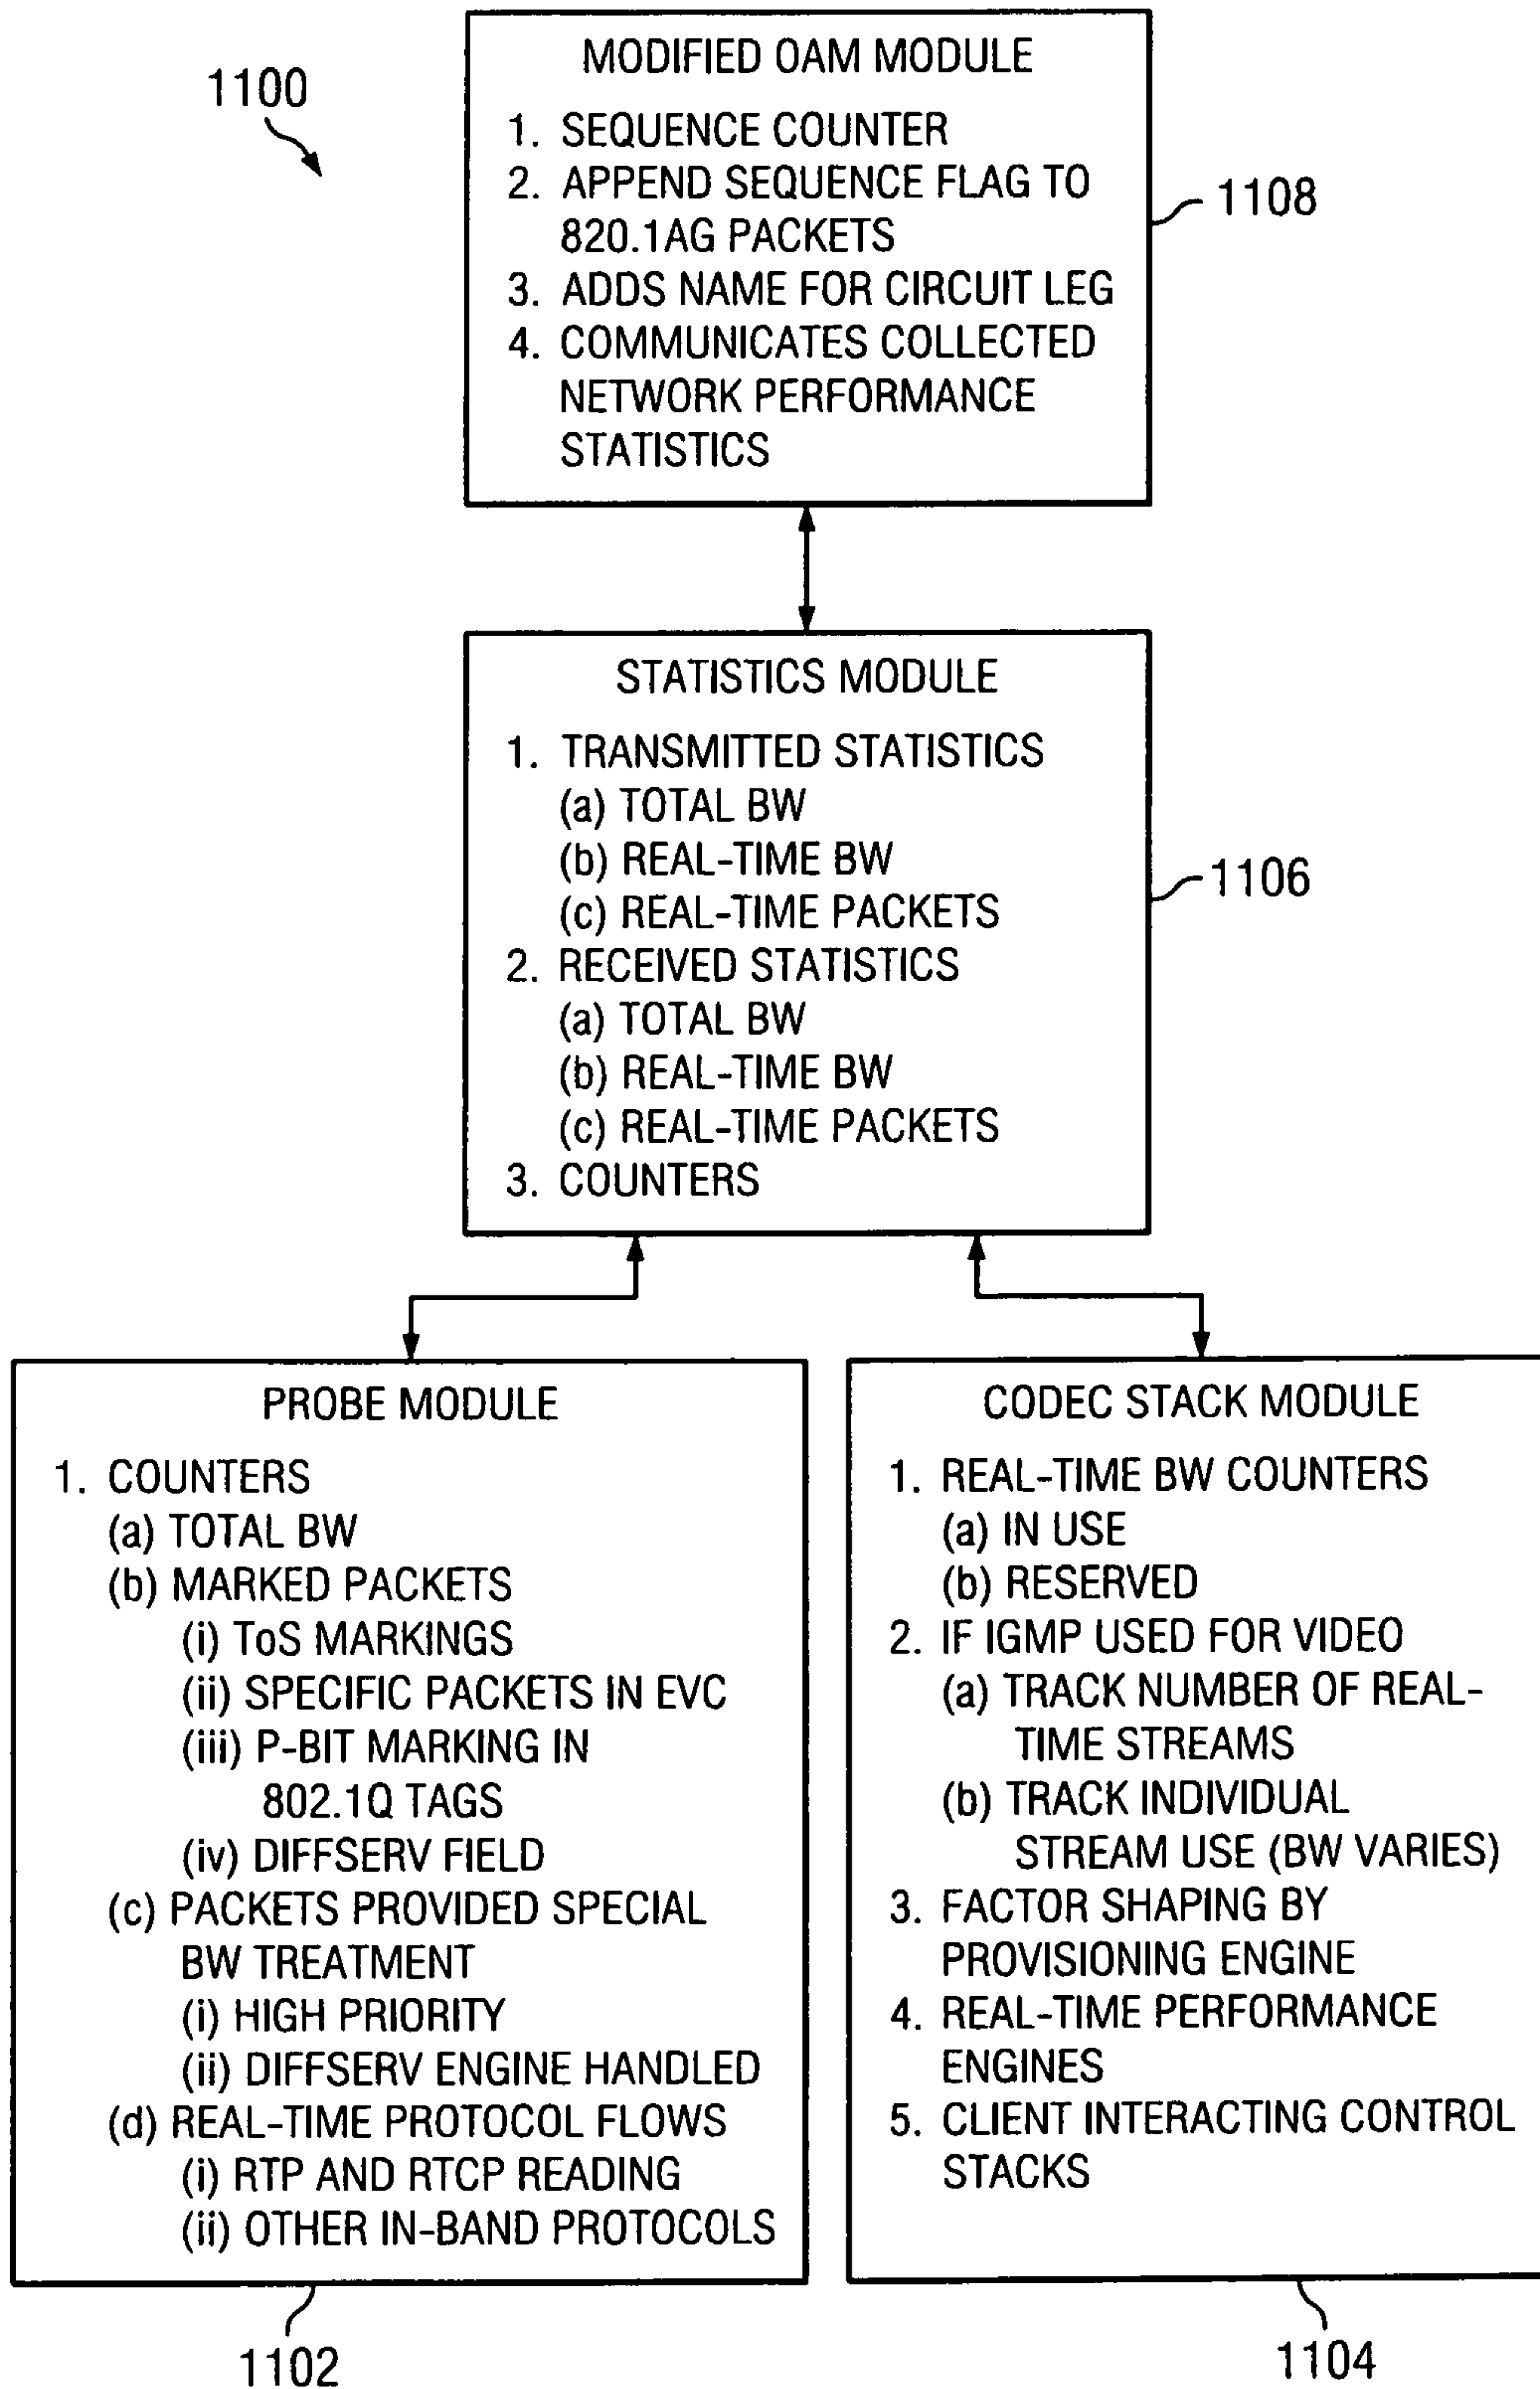 1100
MODIFIED OAM MODULE
1. SEQUENCE COUNTER
2. APPEND SEQUENCE FLAG TO
820.1AG PACKETS
3. ADDS NAME FOR CIRCUIT LEG
4. COMMUNICATES COLLECTED
NETWORK PERFORMANCE
STATISTICS
1108
STATISTICS MODULE
1. TRANSMITTED STATISTICS
(a) TOTAL BW
(b) REAL-TIME BW
(c) REAL-TIME PACKETS
2. RECEIVED STATISTICS
(a) TOTAL BW
(b) REAL-TIME BW
(c) REAL-TIME PACKETS
3. COUNTERS
1106
PROBE MODULE
1. COUNTERS
(a) TOTAL BW
(b) MARKED PACKETS
(i) ToS MARKINGS
(ii) SPECIFIC PACKETS IN EVC
(iii) P-BIT MARKING IN
802.1Q TAGS
(iv) DIFFSERV FIELD
(c) PACKETS PROVIDED SPECIAL
BW TREATMENT
(i) HIGH PRIORITY
(ii) DIFFSERV ENGINE HANDLED
(d) REAL-TIME PROTOCOL FLOWS
(i) RTP AND RTCP READING
(ii) OTHER IN-BAND PROTOCOLS
1102
CODEC STACK MODULE
1. REAL-TIME BW COUNTERS
(a) IN USE
(b) RESERVED
2. IF IGMP USED FOR VIDEO
(a) TRACK NUMBER OF REAL-
TIME STREAMS
(b) TRACK INDIVIDUAL
STREAM USE (BW VARIES)
3. FACTOR SHAPING BY
PROVISIONING ENGINE
4. REAL-TIME PERFORMANCE
ENGINES
5. CLIENT INTERACTING CONTROL
STACKS
1104